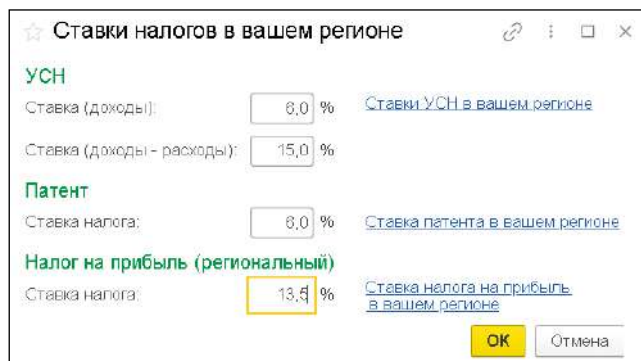 Ставки налогов в вашем регионе
УСН
Ставка (доходы): 6,0 % Ставки УСН в вашем регионе
Ставка (доходы - расходы): 15,0 %
Патент
Ставка налога: 6,0 % Ставка патента в вашем регионе
Налог на прибыль (региональный)
Ставка налога: 13,5 % Ставка налога на прибыль
в вашем регионе
ОК Отмена